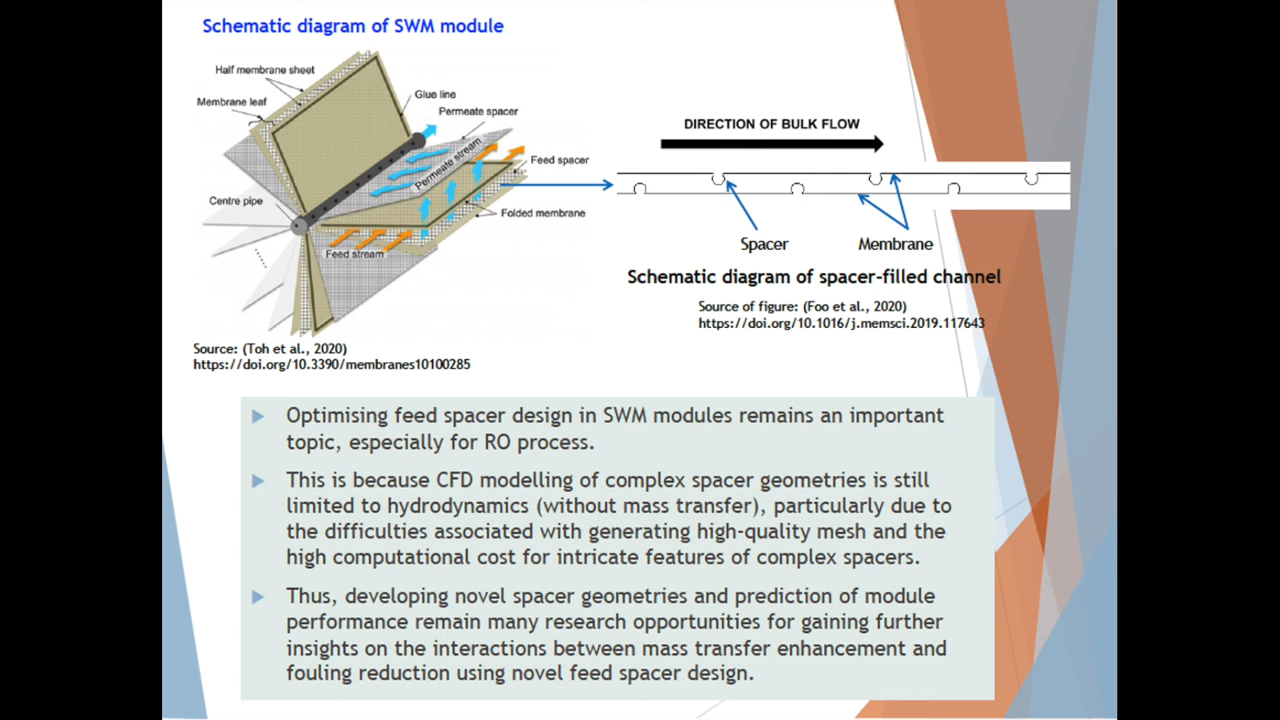 Schematic diagram of SWM module
Half membrane sheet
Membrane leaf
Glue line
Permeate spacer
Permeate stream
Feed spacer
Centre pipe
Folded membrane
Feed stream
Source: (Toh et al., 2020)
https://doi.org/10.3390/membranes10100285
DIRECTION OF BULK FLOW
Spacer
Membrane
Schematic diagram of spacer-filled channel
Source of figure: (Foo et al., 2020)
https://doi.org/10.1016/j.memsci.2019.117643
Optimising feed spacer design in SWM modules remains an important
topic, especially for RO process.
This is because CFD modelling of complex spacer geometries is still
limited to hydrodynamics (without mass transfer), particularly due to
the difficulties associated with generating high-quality mesh and the
high computational cost for intricate features of complex spacers.
Thus, developing novel spacer geometries and prediction of module
performance remain many research opportunities for gaining further
insights on the interactions between mass transfer enhancement and
fouling reduction using novel feed spacer design.